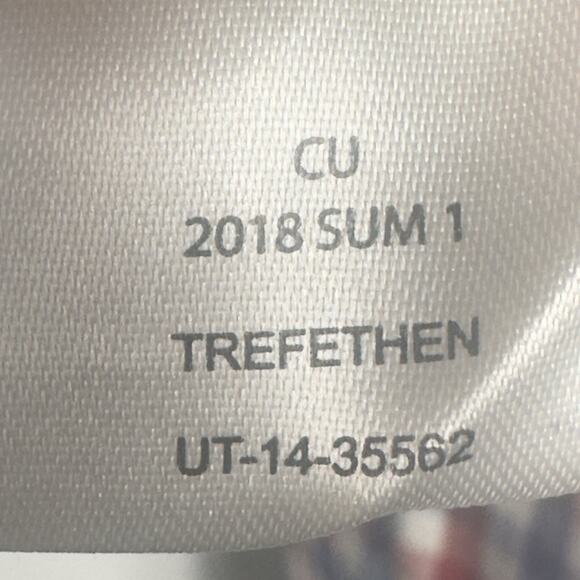 CU
2018 SUM 1
TREFETHEN
UT-14-35562